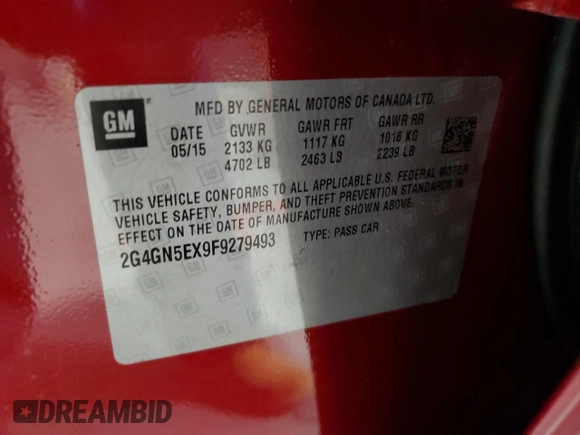 GM
MFD BY GENERAL MOTORS OF CANADA LTD.
DATE GVWR GAWR FRT GAWR RR
05/15 2133 KG 1117 KG 1016 KG
4702 LB 2463 LB 2239 LB
THIS VEHICLE CONFORMS TO ALL APPLICABLE U.S. FEDERAL MOTOR
VEHICLE SAFETY, BUMPER, AND THEFT PREVENTION STANDARDS IN
EFFECT ON THE DATE OF MANUFACTURE SHOWN ABOVE.
2G4GN5EX9F9279493 TYPE: PASS CAR
DREAMBID